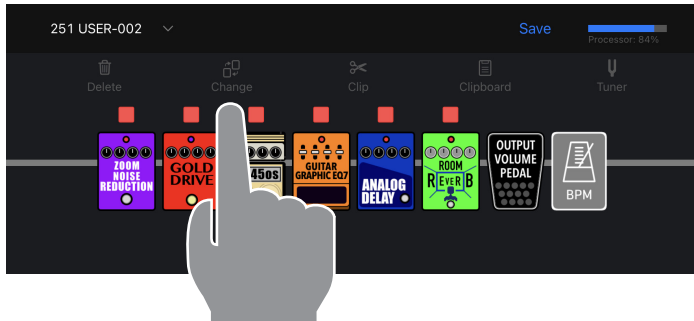 251 USER-002
Save
Processor: 84%
Delete
Change
Clip
Clipboard
Tuner
ZOOM
NOISE
REDUCTION
GOLD
DRIVE
45os
GUITAR
GRAPHIC EQ7
ANALOG
DELAY
ROOM
REVERB
OUTPUT
VOLUME
PEDAL
BPM